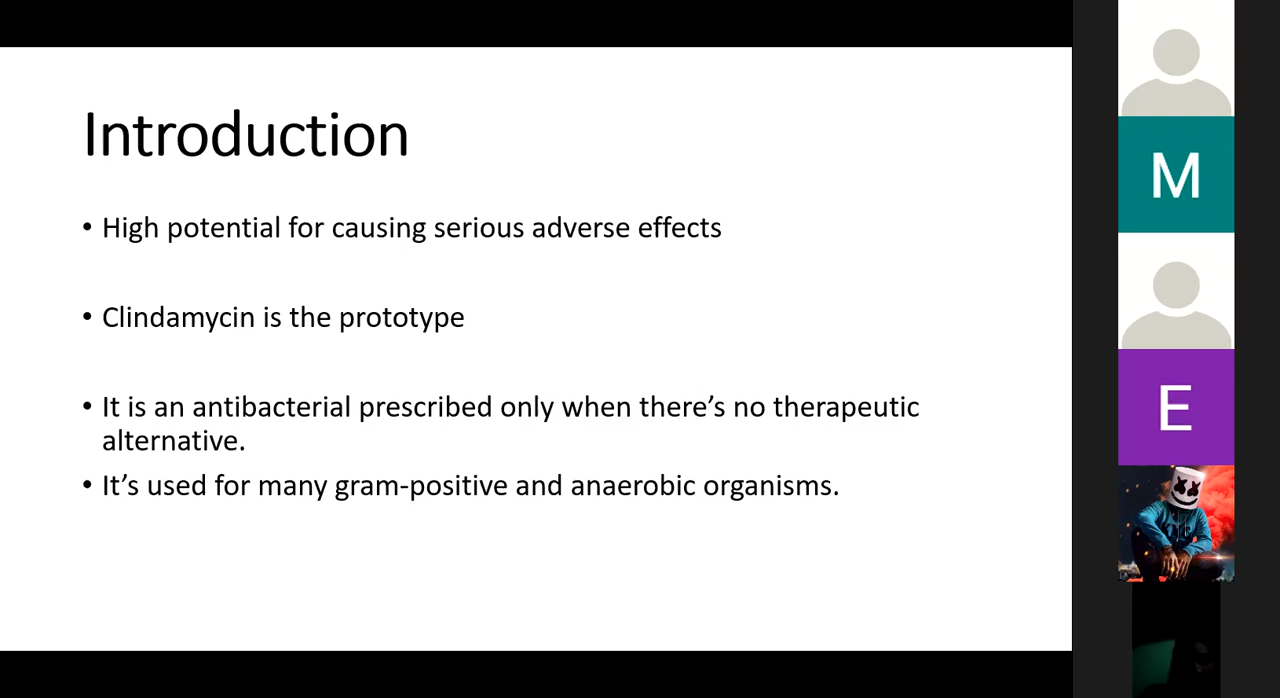 Introduction
• High potential for causing serious adverse effects
• Clindamycin is the prototype
• It is an antibacterial prescribed only when there’s no therapeutic
alternative.
• It’s used for many gram-positive and anaerobic organisms.
M
E